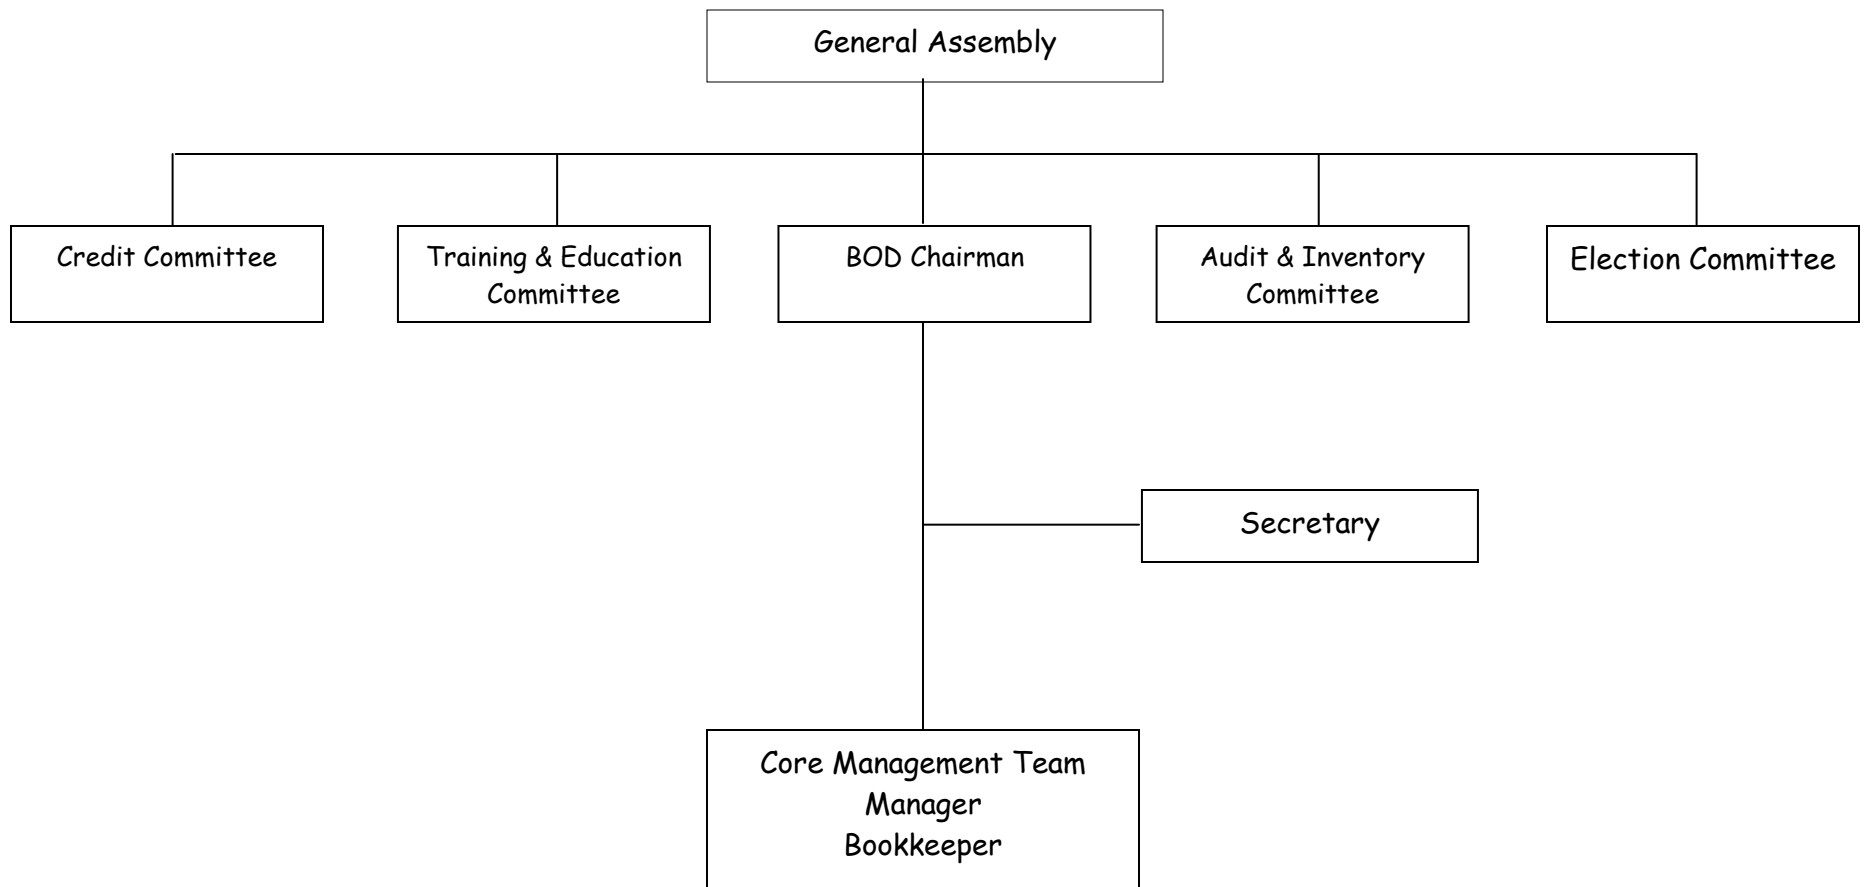 General Assembly
Credit Committee
Training & Education
Committee
BOD Chairman
Audit & Inventory
Committee
Election Committee
Secretary
Core Management Team
Manager
Bookkeeper